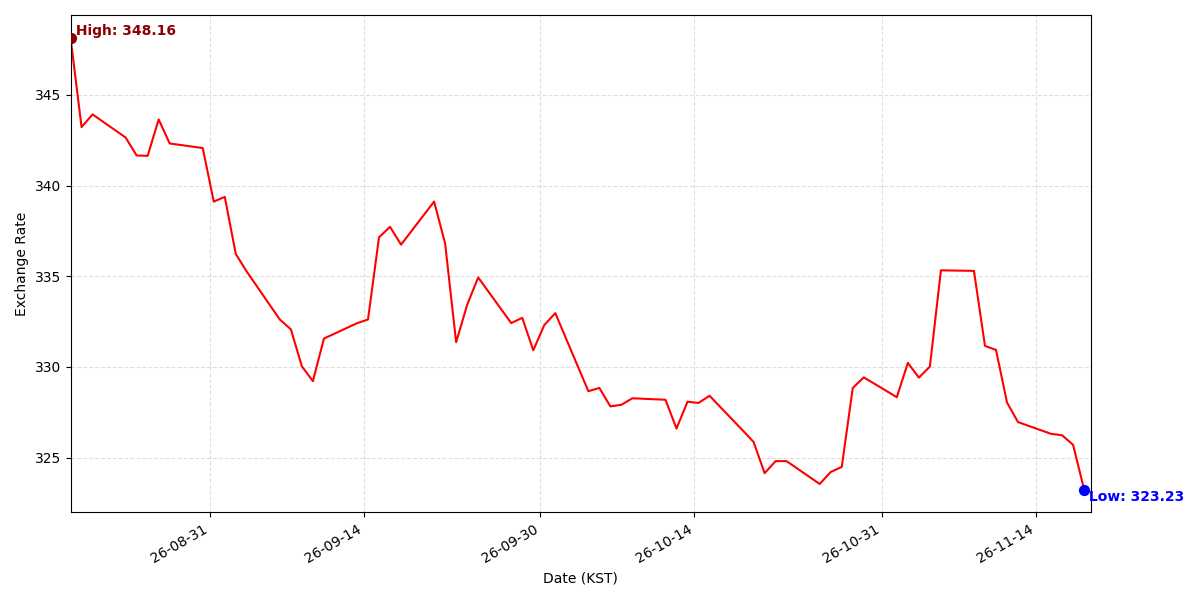 High: 348.16
345
340
335
330
325
Exchange Rate
Low: 323.23
26-08-31
26-09-14
26-09-30
26-10-14
26-10-31
26-11-14
Date (KST)